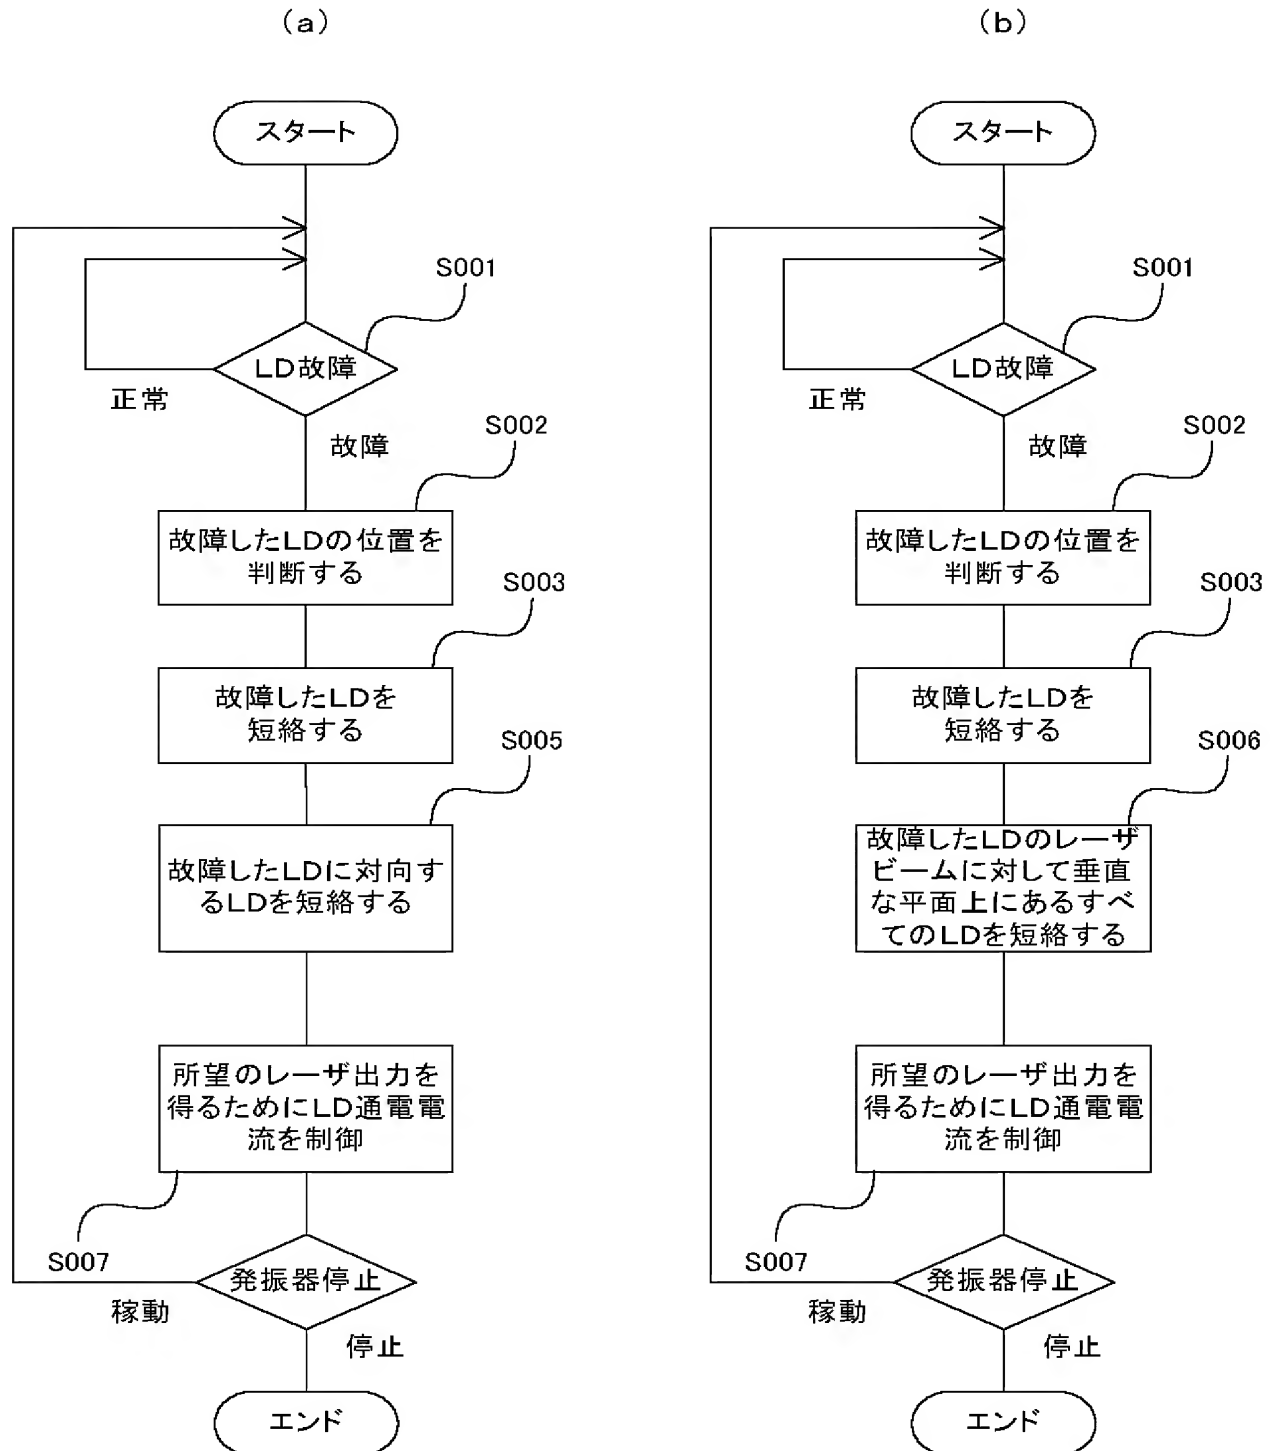 (a)
スタート
S001
LD故障
正常
故障
S002
故障したLDの位置を
判断する
S003
故障したLDを
短絡する
S005
故障したLDに対向す
るLDを短絡する
所望のレーザ出力を
得るためにLD通電電
流を制御
S007
発振器停止
稼動
停止
エンド
(b)
スタート
S001
LD故障
正常
故障
S002
故障したLDの位置を
判断する
S003
故障したLDを
短絡する
S006
故障したLDのレーザ
ビームに対して垂直
な平面上にあるすべ
てのLDを短絡する
所望のレーザ出力を
得るためにLD通電電
流を制御
S007
発振器停止
稼動
停止
エンド